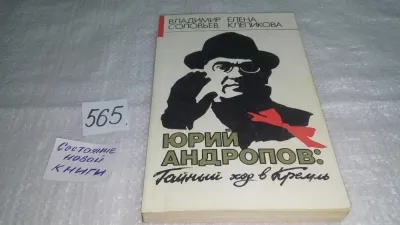 ВЛАДИМИР ЕЛЕНА
СОЛОВЬЕВ, КЛЕПИКОВА
ЮРИЙ
АНДРОПОВ:
Тайный ход в Кремль
565.
Состояние
новой
книги